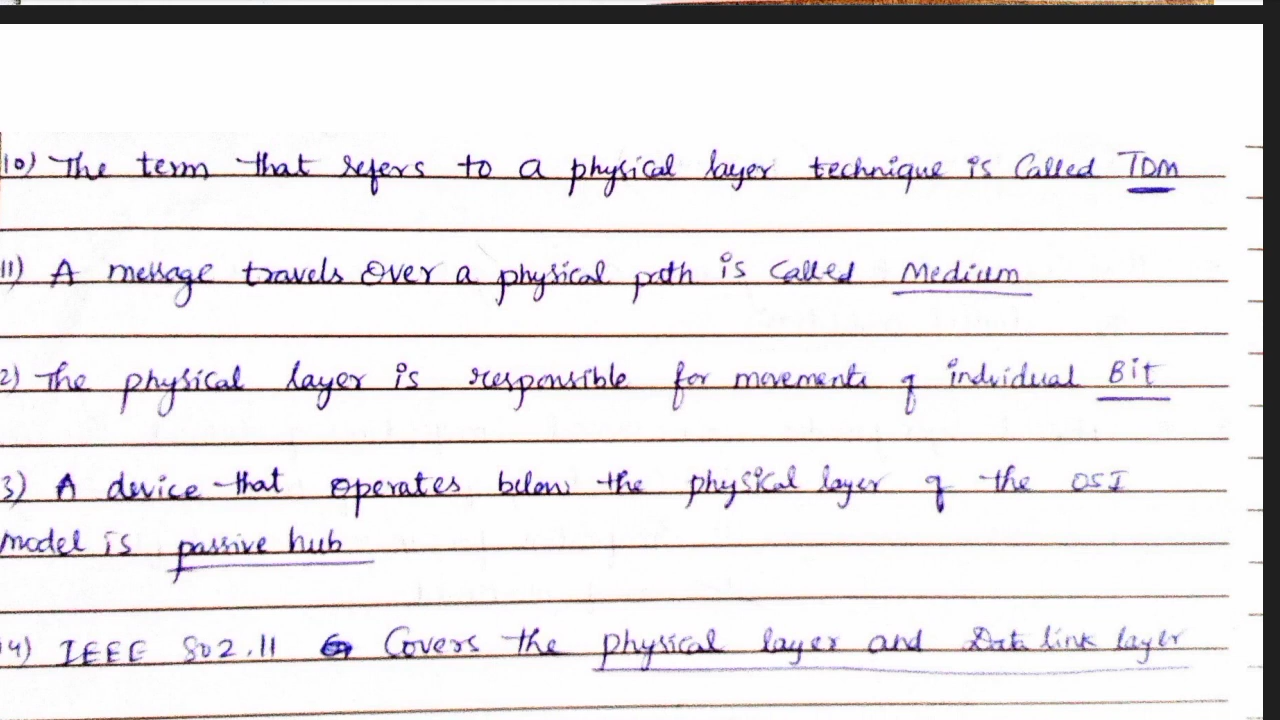 10) The term that refers to a physical layer technique is Called TDM
11) A message travels Over a physical path is called Medium
2) The physical layer is responsible for movements of indvidual Bit
3) A device that operates below the physical layer of the OSI
model is passive hub
14) IEEE 802.11 Covers the physical layer and Data link layer